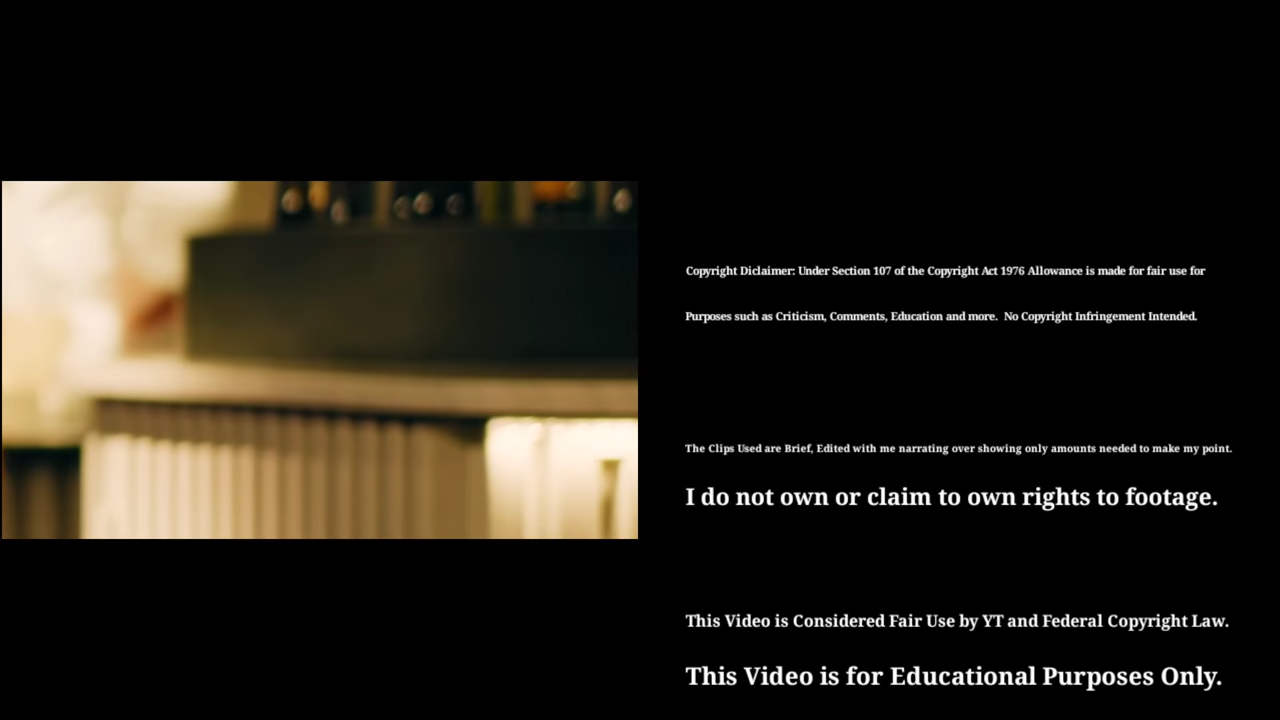 Copyright Diclaimer: Under Section 107 of the Copyright Act 1976 Allowance is made for fair use for
Purposes such as Criticism, Comments, Education and more. No Copyright Infringement Intended.
The Clips Used are Brief, Edited with me narrating over showing only amounts needed to make my point.
I do not own or claim to own rights to footage.
This Video is Considered Fair Use by YT and Federal Copyright Law.
This Video is for Educational Purposes Only.